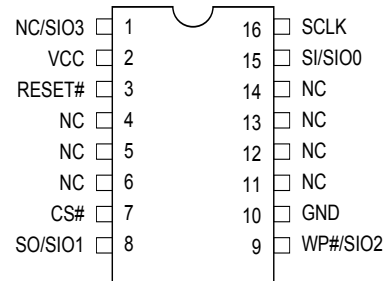 NC/SIO3 1 16 SCLK
VCC 2 15 SI/SIO0
RESET# 3 14 NC
NC 4 13 NC
NC 5 12 NC
NC 6 11 NC
CS# 7 10 GND
SO/SIO1 8 9 WP#/SIO2